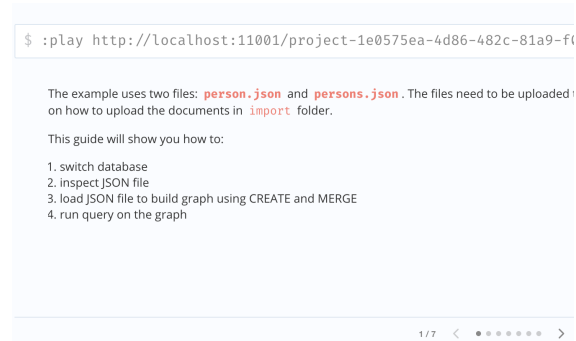 $ :play http://localhost:11001/project-1e0575ea-4d86-482c-81a9-f
The example uses two files: person.json and persons.json. The files need to be uploaded
on how to upload the documents in import folder.
This guide will show you how to:
1. switch database
2. inspect JSON file
3. load JSON file to build graph using CREATE and MERGE
4. run query on the graph
1 / 7